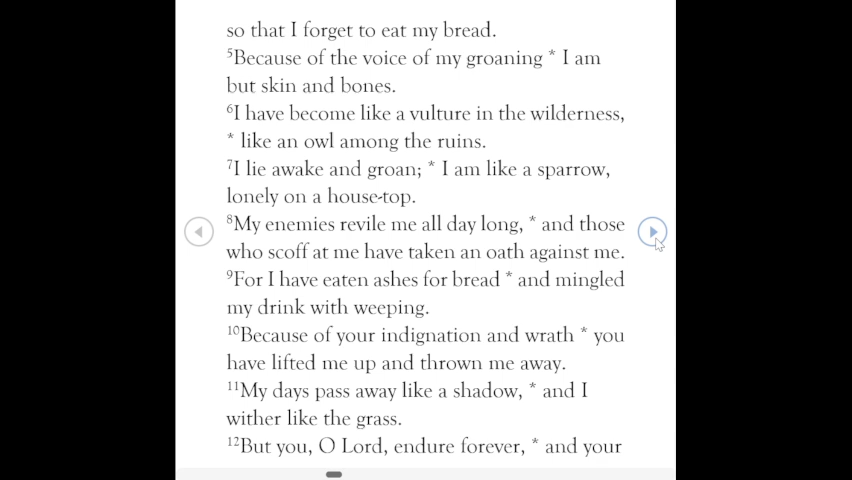 so that I forget to eat my bread.
⁵Because of the voice of my groaning * I am
but skin and bones.
⁶I have become like a vulture in the wilderness,
* like an owl among the ruins.
⁷I lie awake and groan; * I am like a sparrow,
lonely on a house-top.
⁸My enemies revile me all day long, * and those
who scoff at me have taken an oath against me.
⁹For I have eaten ashes for bread * and mingled
my drink with weeping.
¹⁰Because of your indignation and wrath * you
have lifted me up and thrown me away.
¹¹My days pass away like a shadow, * and I
wither like the grass.
¹²But you, O Lord, endure forever, * and your